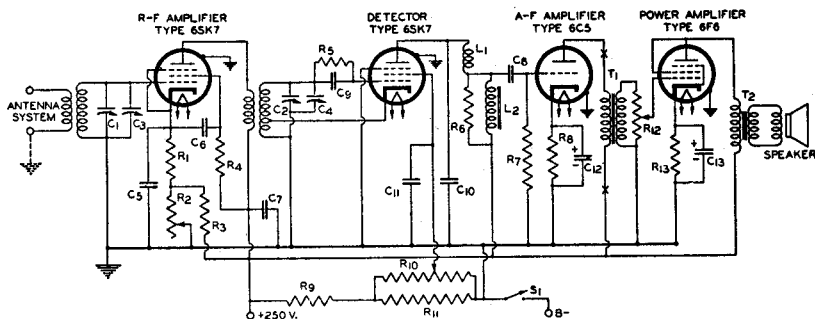 R-F AMPLIFIER
TYPE 6SK7
DETECTOR
TYPE 6SK7
A-F AMPLIFIER
TYPE 6C5
POWER AMPLIFIER
TYPE 6F6
ANTENNA
SYSTEM
C1
C3
C6
R4
C5
R1
R2
R3
C7
R5
C2
C4
C9
C11
C10
L1
R6
L2
C8
R7
R8
C12
T1
R12
R13
C13
T2
SPEAKER
R9
R10
R11
S1
+250 V.
B-
X
X